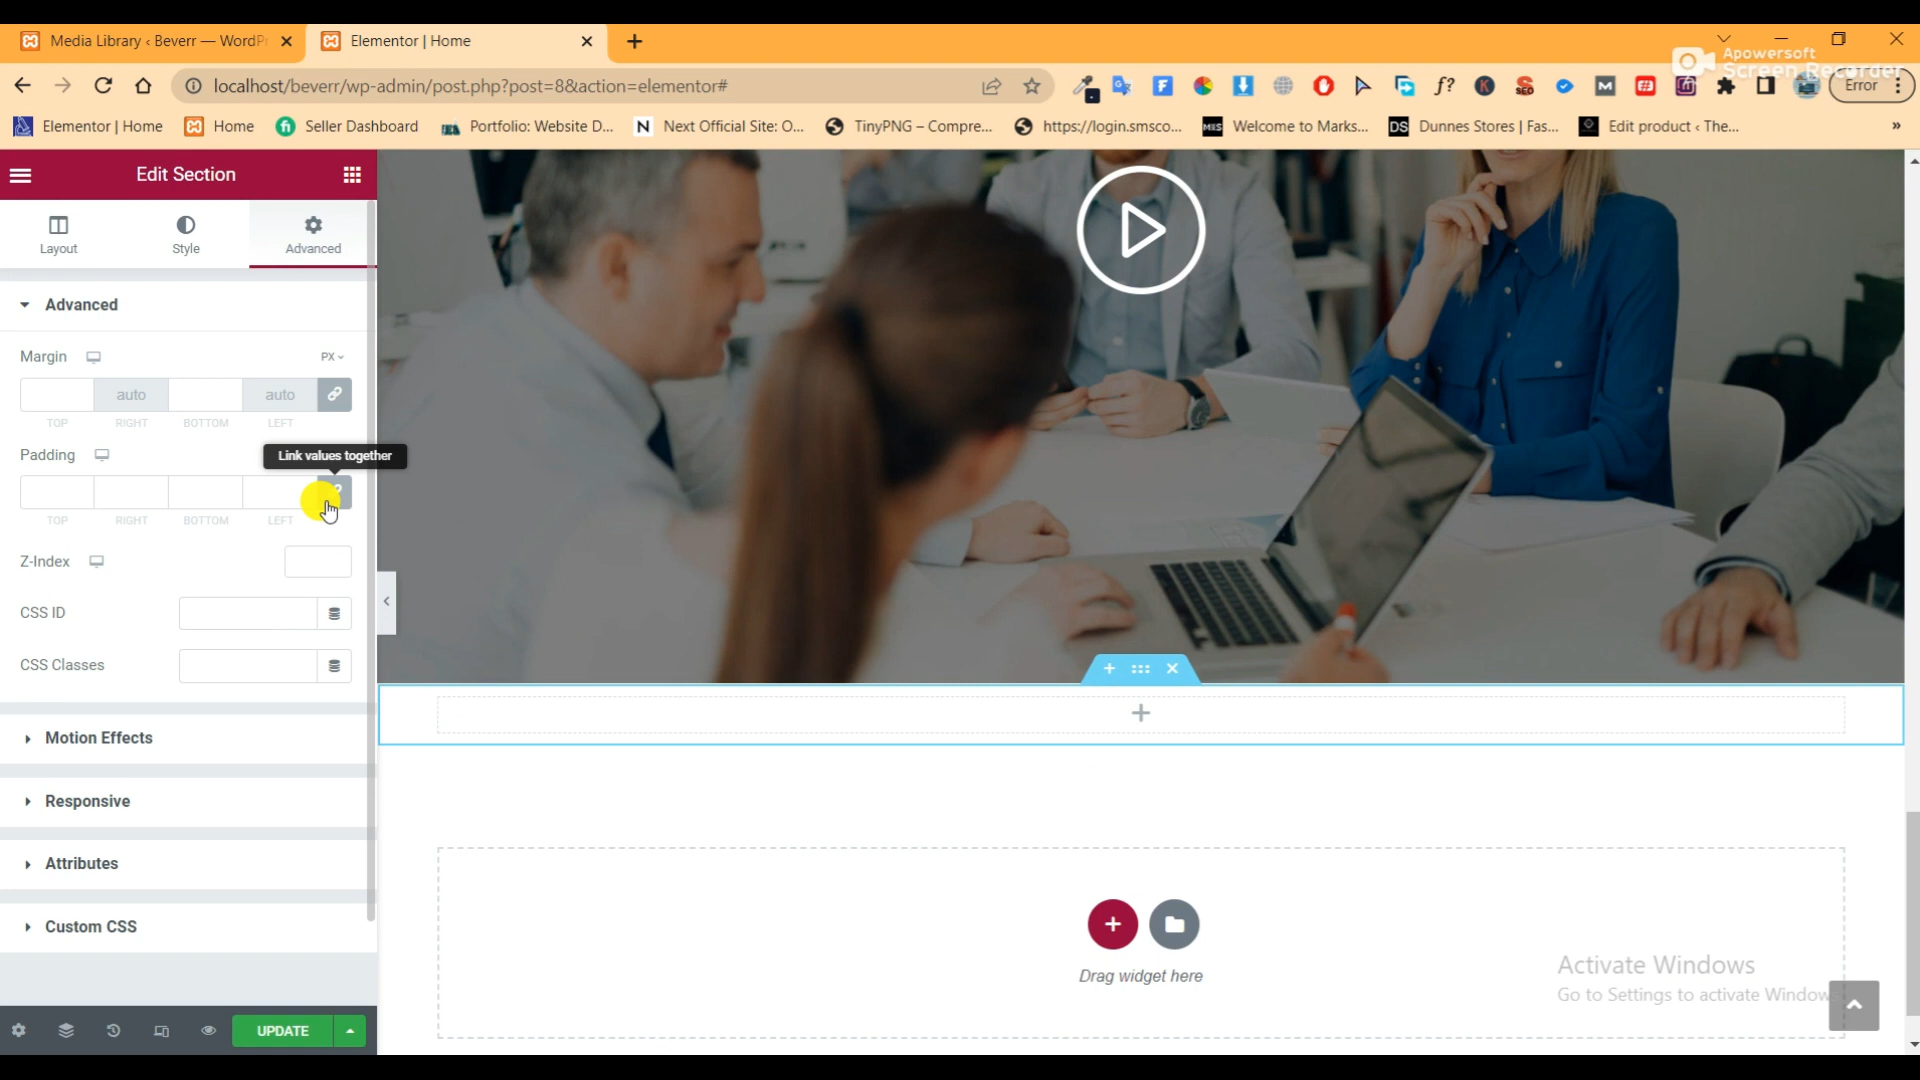 Media Library ‹ Beverr — WordPr
Elementor | Home
Apowersoft
Screen Recorder
localhost/beverr/wp-admin/post.php?post=8&action=elementor#
Error
Elementor | Home
Home
Seller Dashboard
Portfolio: Website D...
Next Official Site: O...
TinyPNG – Compre...
https://login.smsco...
Welcome to Marks...
Dunnes Stores | Fas...
Edit product ‹ The...
Edit Section
Layout
Style
Advanced
Advanced
Margin
PX
auto
auto
TOP
RIGHT
BOTTOM
LEFT
Padding
Link values together
TOP
RIGHT
BOTTOM
LEFT
Z-Index
CSS ID
CSS Classes
Motion Effects
Responsive
Attributes
Custom CSS
UPDATE
Drag widget here
Activate Windows
Go to Settings to activate Window